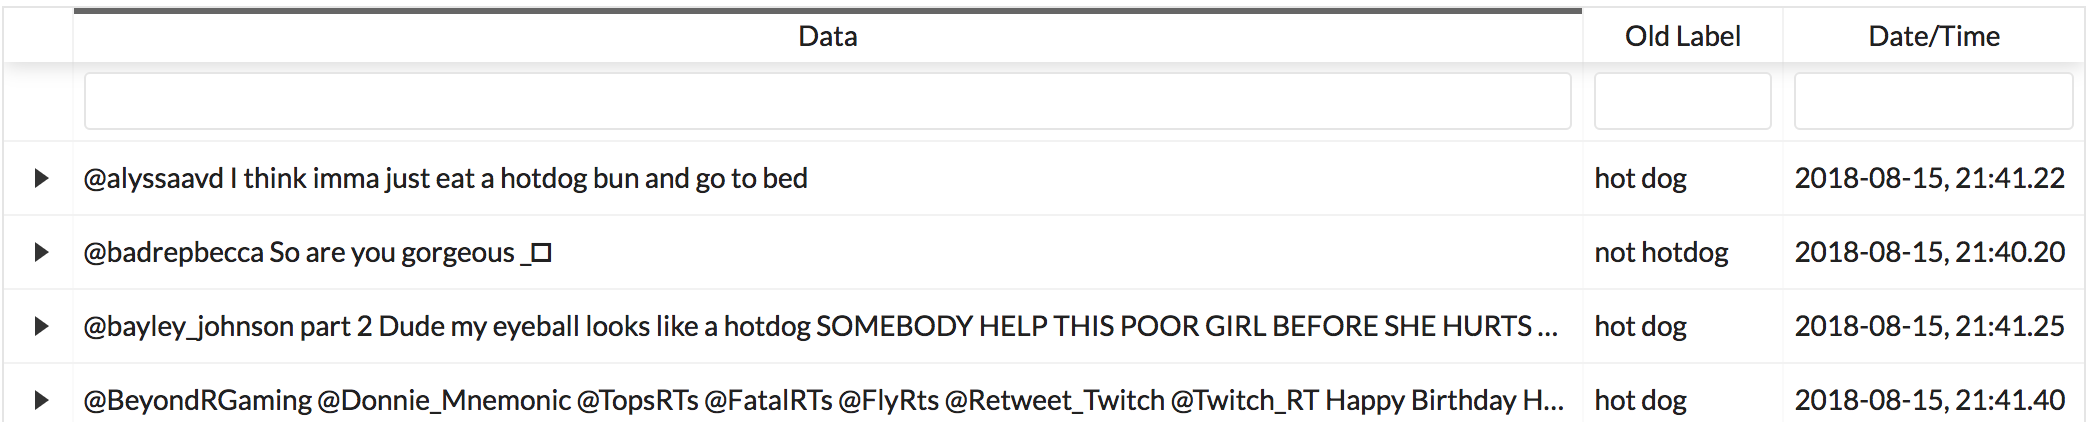 Data Old Label Date/Time
@alyssaavd I think imma just eat a hotdog bun and go to bed hot dog 2018-08-15, 21:41.22
@badrepbecca So are you gorgeous _□ not hotdog 2018-08-15, 21:40.20
@bayley_johnson part 2 Dude my eyeball looks like a hotdog SOMEBODY HELP THIS POOR GIRL BEFORE SHE HURTS ... hot dog 2018-08-15, 21:41.25
@BeyondRGaming @Donnie_Mnemonic @TopsRTs @FatalRTs @FlyRts @Retweet_Twitch @Twitch_RT Happy Birthday H... hot dog 2018-08-15, 21:41.40